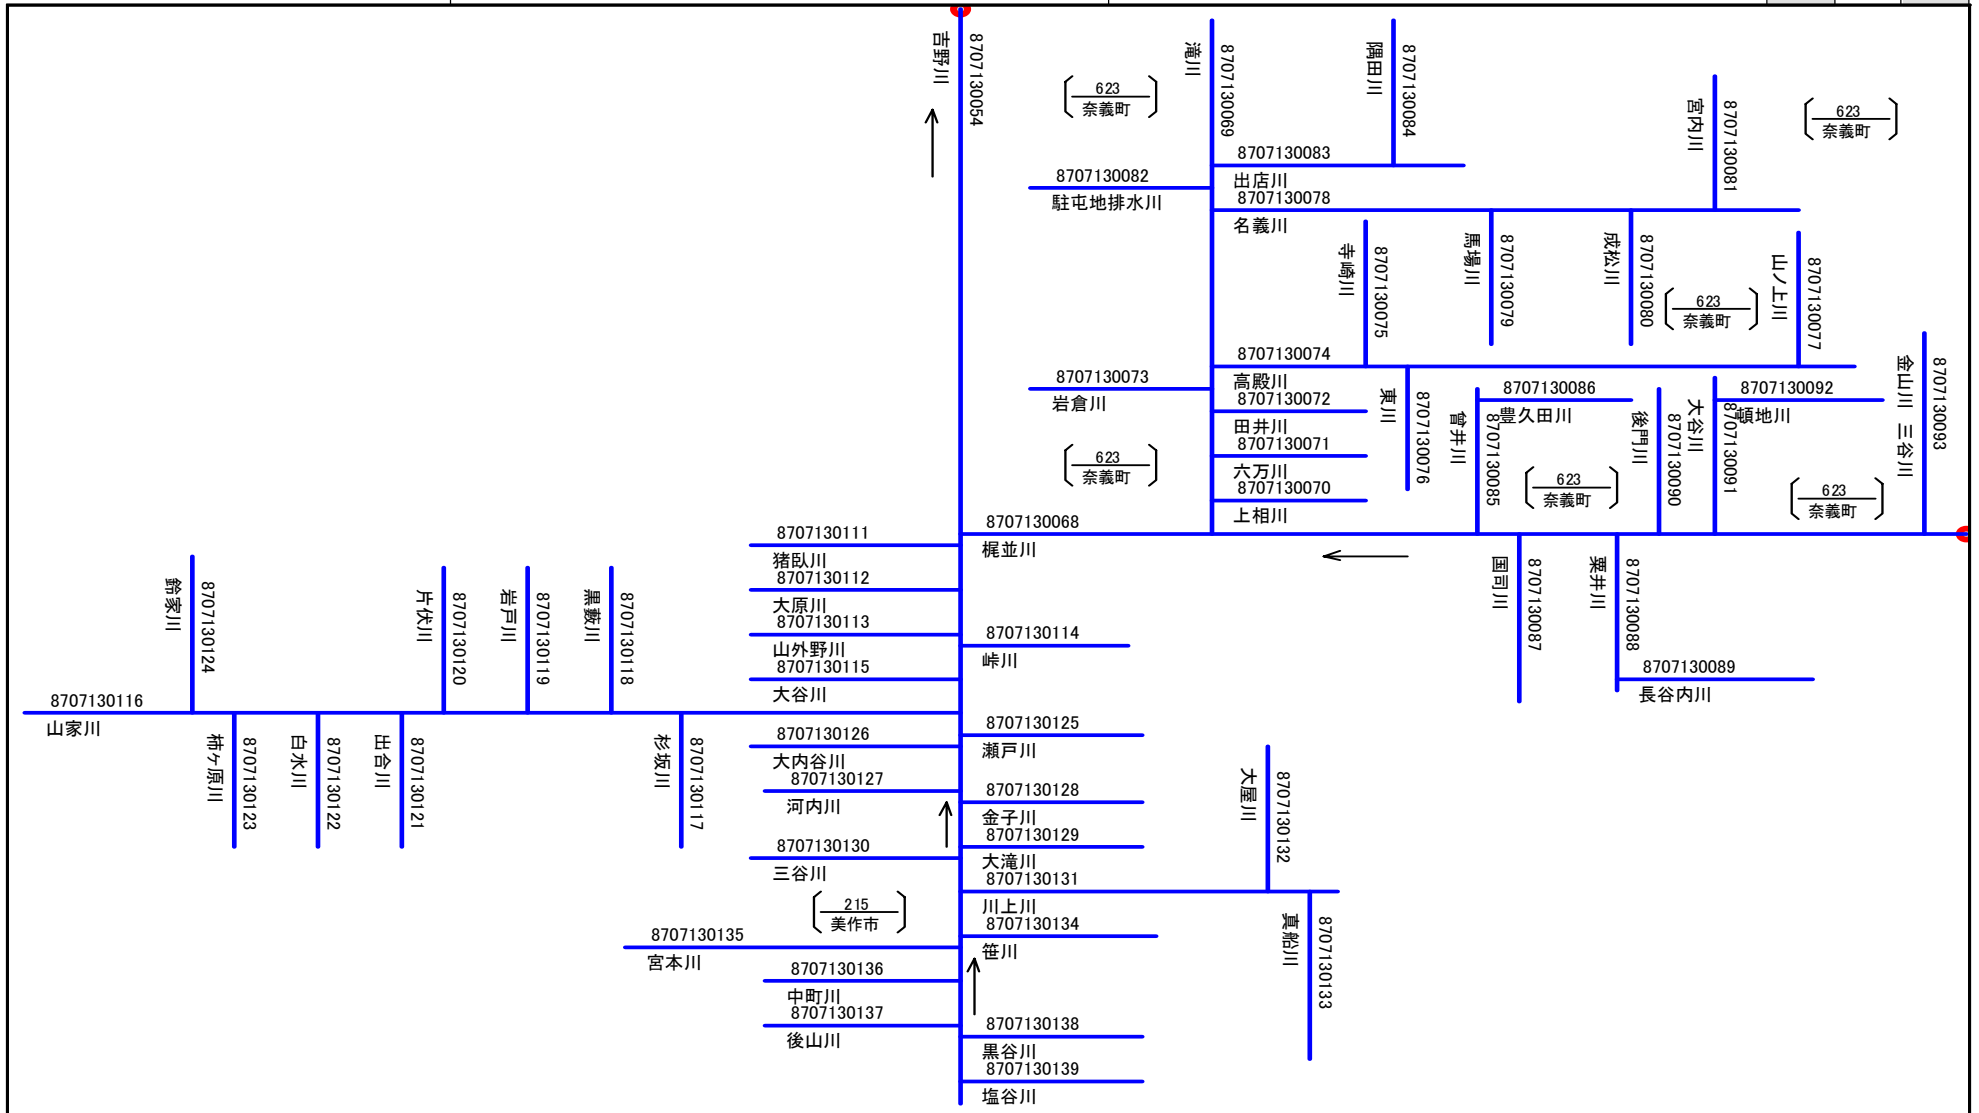 吉野川
8707130054
623
奈義町
滝川
8707130069
隅田川
8707130084
宮内川
8707130081
623
奈義町
8707130083
出店川
8707130082
駐屯地排水川
8707130078
名義川
寺崎川
8707130075
馬場川
8707130079
成松川
8707130080
623
奈義町
山ノ上川
8707130077
8707130074
高殿川
8707130073
岩倉川
8707130072
田井川
東川
8707130076
8707130071
六万川
623
奈義町
8707130070
上相川
曾井川
8707130085
8707130086
豊久田川
623
奈義町
後門川
8707130090
大谷川
8707130091
8707130092
頓地川
623
奈義町
金山川 三谷川
8707130093
8707130068
梶並川
国司川
8707130087
粟井川
8707130088
8707130089
長谷内川
8707130111
猪臥川
8707130112
大原川
8707130113
山外野川
8707130114
峠川
8707130115
大谷川
鈴家川
8707130124
片伏川
8707130120
岩戸川
8707130119
黒藪川
8707130118
8707130116
山家川
柿ヶ原川
8707130123
白水川
8707130122
出合川
8707130121
杉坂川
8707130117
8707130125
瀬戸川
8707130126
大内谷川
8707130127
河内川
8707130128
金子川
8707130129
大滝川
8707130130
三谷川
8707130131
川上川
大屋川
8707130132
真船川
8707130133
215
美作市
8707130134
笹川
8707130135
宮本川
8707130136
中町川
8707130137
後山川
8707130138
黒谷川
8707130139
塩谷川